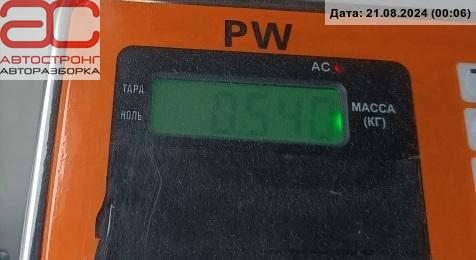 Дата: 21.08.2024 (00:06)
ас
АВТОСТРОНГ
АВТОРАЗБОРКА
PW
AC
ТАРА
НОЛЬ
0.540
МАССА
(КГ)